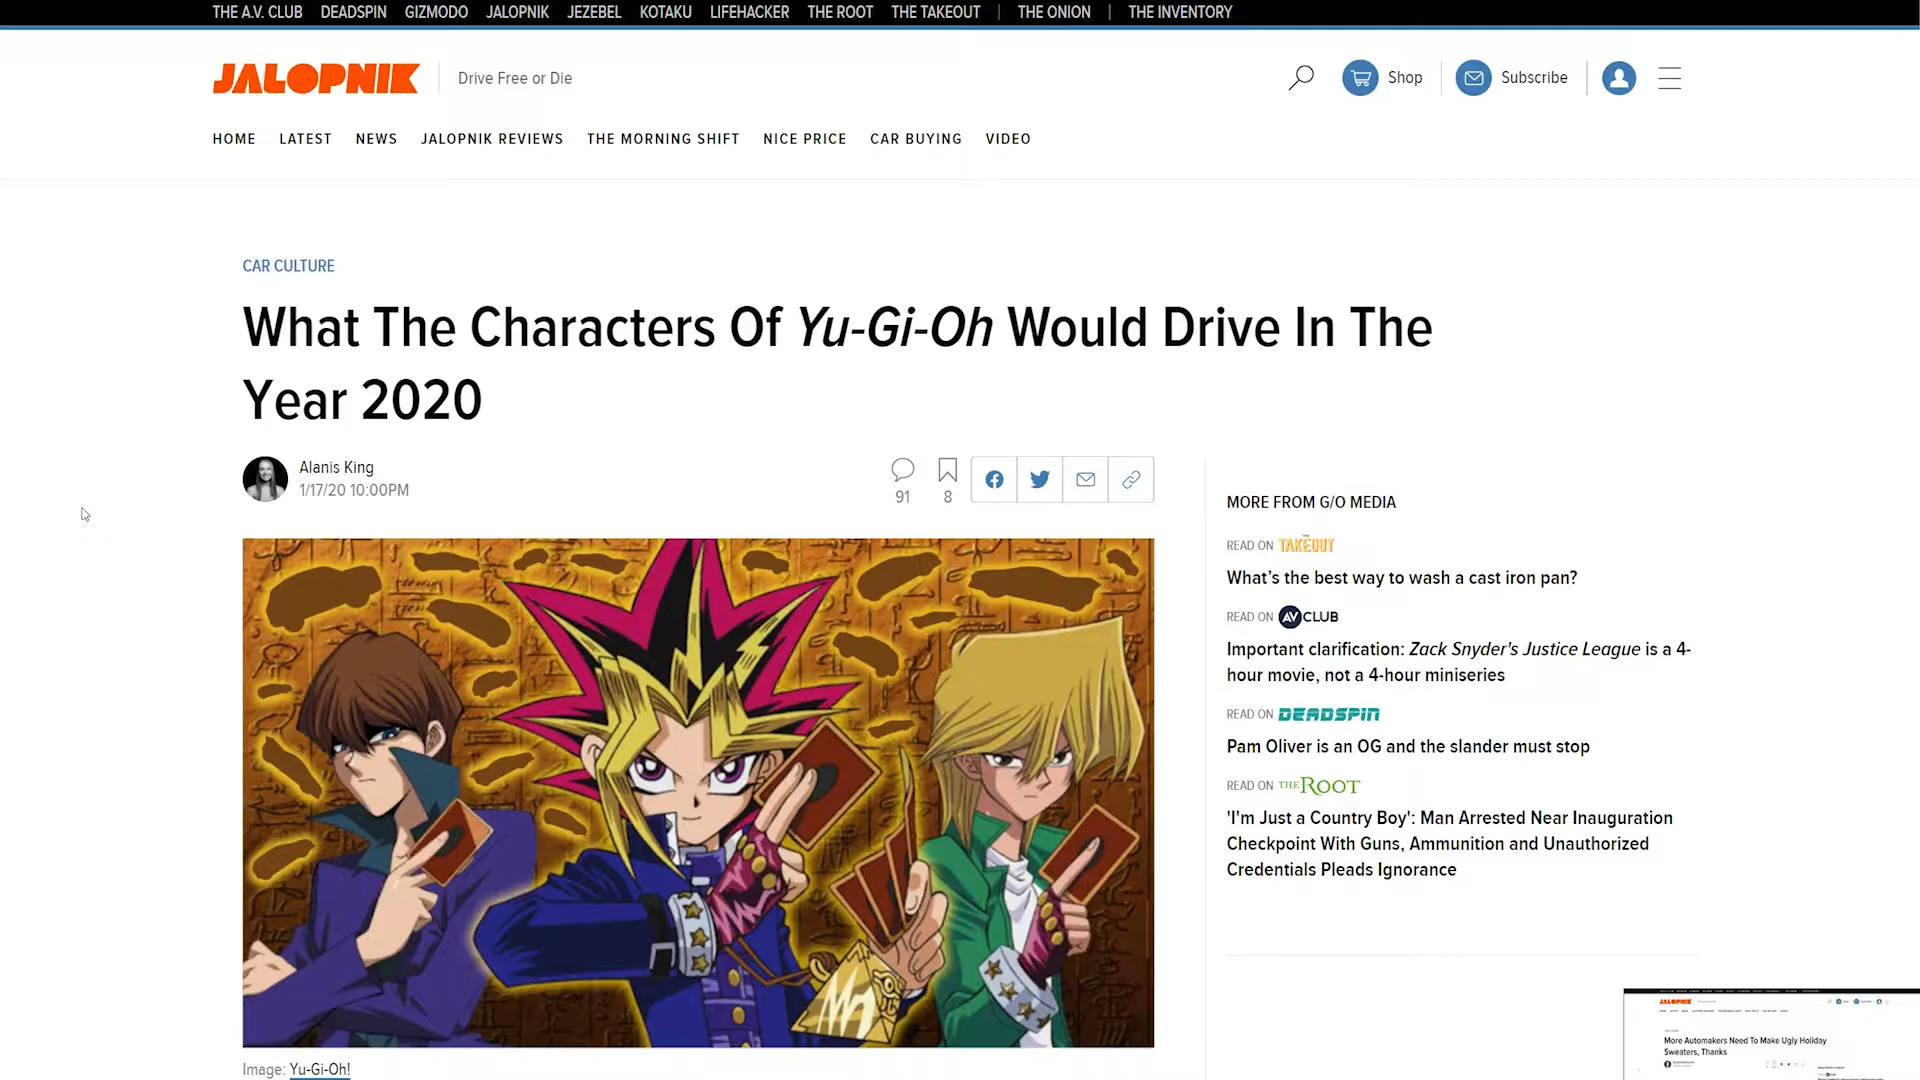 THE A.V. CLUB DEADSPIN GIZMODO JALOPNIK JEZEBEL KOTAKU LIFEHACKER THE ROOT THE TAKEOUT | THE ONION | THE INVENTORY
JALOPNIK Drive Free or Die Shop Subscribe
HOME LATEST NEWS JALOPNIK REVIEWS THE MORNING SHIFT NICE PRICE CAR BUYING VIDEO
CAR CULTURE
What The Characters Of Yu-Gi-Oh Would Drive In The
Year 2020
Alanis King
1/17/20 10:00PM
91 8
Image: Yu-Gi-Oh!
MORE FROM G/O MEDIA
READ ON THE TAKEOUT
What's the best way to wash a cast iron pan?
READ ON AV CLUB
Important clarification: Zack Snyder's Justice League is a 4-
hour movie, not a 4-hour miniseries
READ ON DEADSPIN
Pam Oliver is an OG and the slander must stop
READ ON THE ROOT
'I'm Just a Country Boy': Man Arrested Near Inauguration
Checkpoint With Guns, Ammunition and Unauthorized
Credentials Pleads Ignorance
JALOPNIK
More Automakers Need To Make Ugly Holiday
Sweaters, Thanks